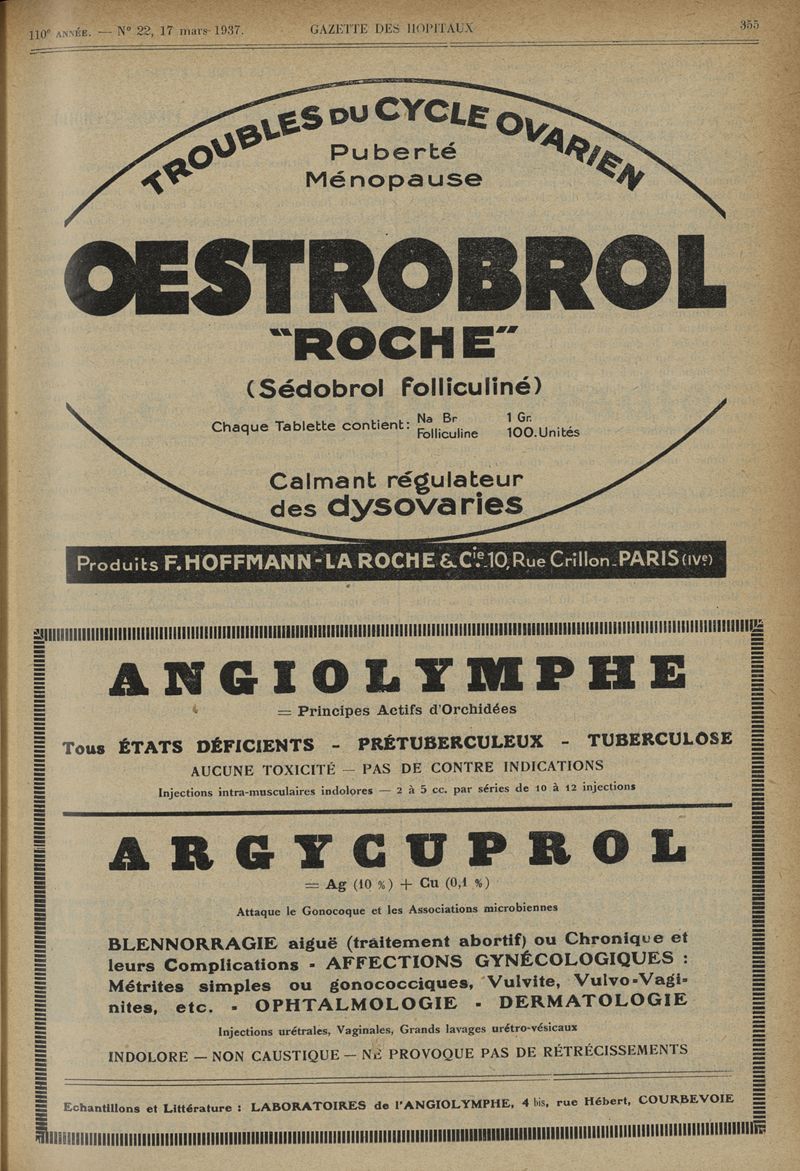 110e ANNÉE. — N° 22, 17 mars 1937. GAZETTE DES HOPITAUX 355
TROUBLES DU CYCLE OVARIEN
Puberté
Ménopause
OESTROBROL
"ROCHE"
(Sédobrol Folliculiné)
Chaque Tablette contient: Na Br 1 Gr.
Folliculine 100.Unités
Calmant régulateur
des dysovaries
Produits F. HOFFMANN-LA ROCHE & Cie. 10, Rue Crillon_PARIS (IVe)
ANGIOLYMPHE
= Principes Actifs d'Orchidées
Tous ÉTATS DÉFICIENTS - PRÉTUBERCULEUX - TUBERCULOSE
AUCUNE TOXICITÉ — PAS DE CONTRE INDICATIONS
Injections intra-musculaires indolores — 2 à 5 cc. par séries de 10 à 12 injections
ARGYCUPROL
= Ag (10 %) + Cu (0,1 %)
Attaque le Gonocoque et les Associations microbiennes
BLENNORRAGIE aiguë (traitement abortif) ou Chronique et
leurs Complications - AFFECTIONS GYNÉCOLOGIQUES :
Métrites simples ou gonococciques, Vulvite, Vulvo-Vagi-
nites, etc. - OPHTALMOLOGIE - DERMATOLOGIE
Injections urétrales, Vaginales, Grands lavages urétro-vésicaux
INDOLORE — NON CAUSTIQUE — NE PROVOQUE PAS DE RÉTRÉCISSEMENTS
Echantillons et Littérature : LABORATOIRES de l'ANGIOLYMPHE, 4 bis, rue Hébert, COURBEVOIE